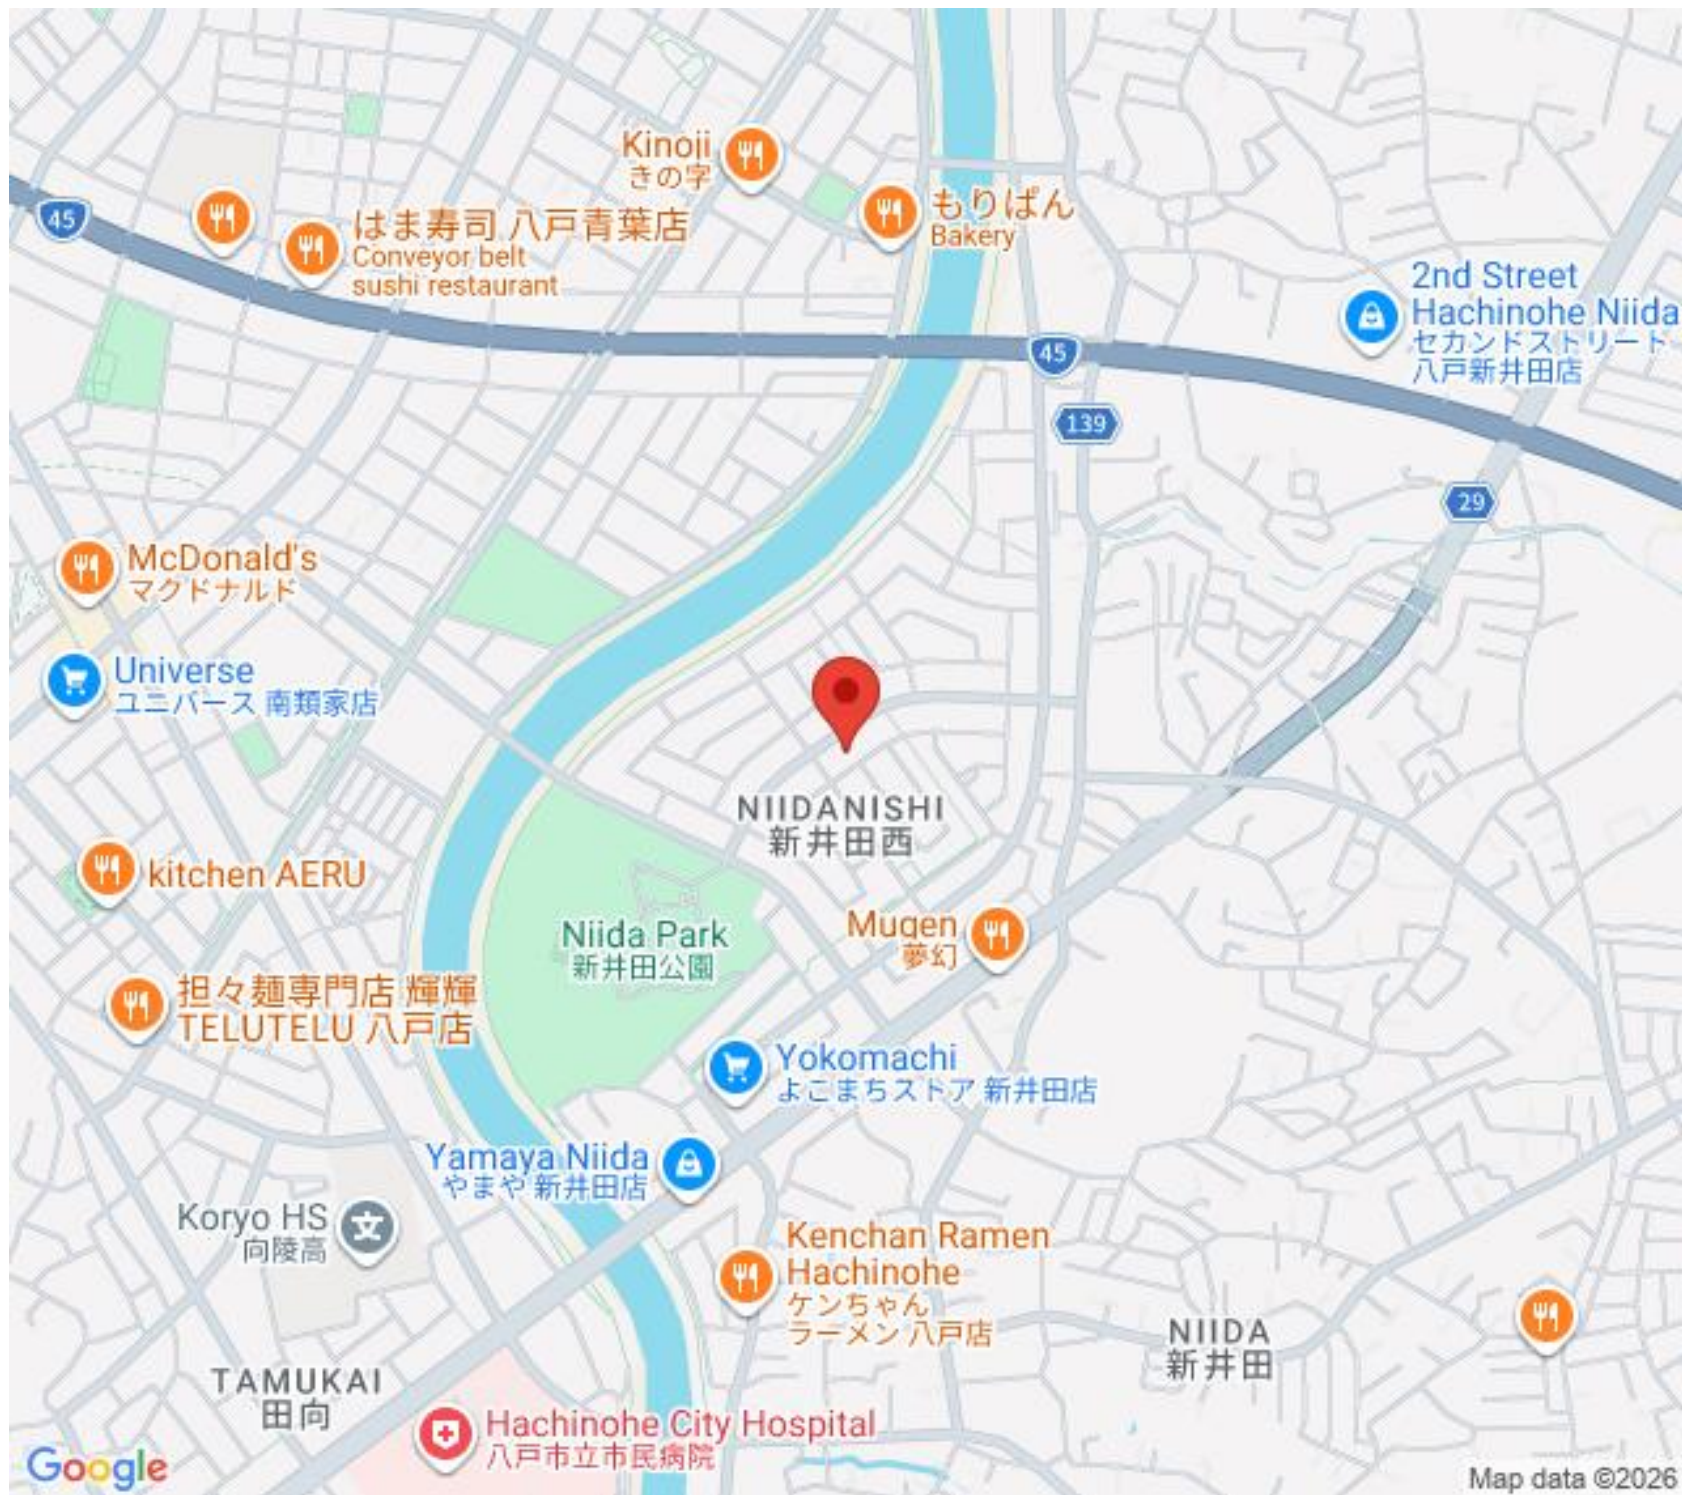 Kinoji
きの字
もりぱん
Bakery
45
はま寿司 八戸青葉店
Conveyor belt
sushi restaurant
2nd Street
Hachinohe Niida
セカンドストリート
八戸新井田店
45
139
29
McDonald's
マクドナルド
Universe
ユニバース 南類家店
NIIDANISHI
新井田西
kitchen AERU
Niida Park
新井田公園
Mugen
夢幻
担々麺専門店 輝輝
TELUTELU 八戸店
Yokomachi
よこまちストア 新井田店
Yamaya Niida
やまや 新井田店
Koryo HS
向陵高
文
Kenchan Ramen
Hachinohe
ケンちゃん
ラーメン 八戸店
NIIDA
新井田
TAMUKAI
田向
Hachinohe City Hospital
八戸市立市民病院
Google
Map data ©2026